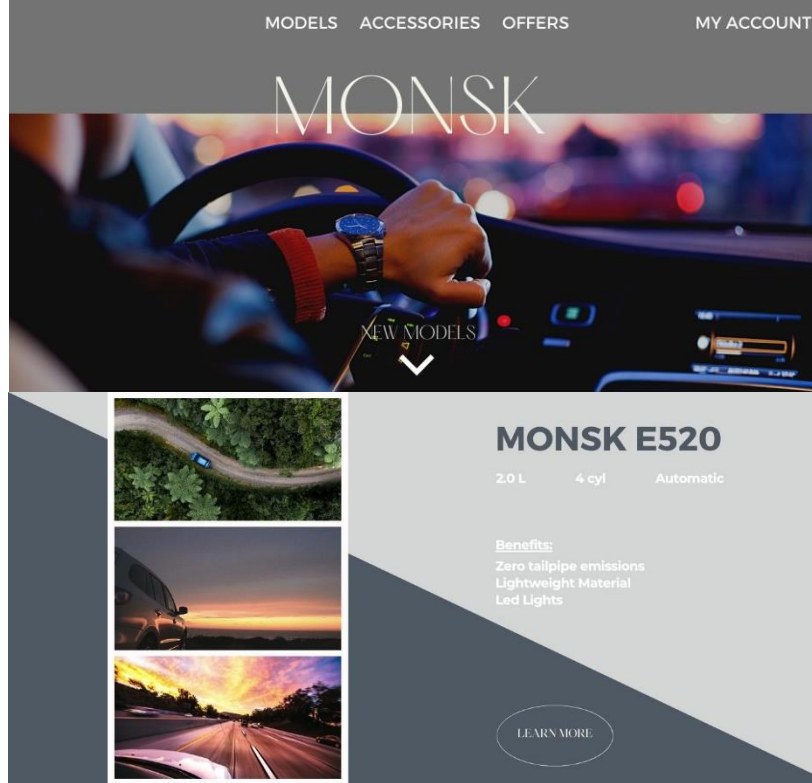 MODELS ACCESSORIES OFFERS MY ACCOUNT
MONSK
NEW MODELS
MONSK E520
2.0 L 4 cyl Automatic
Benefits:
Zero tailpipe emissions
Lightweight Material
Led Lights
LEARN MORE